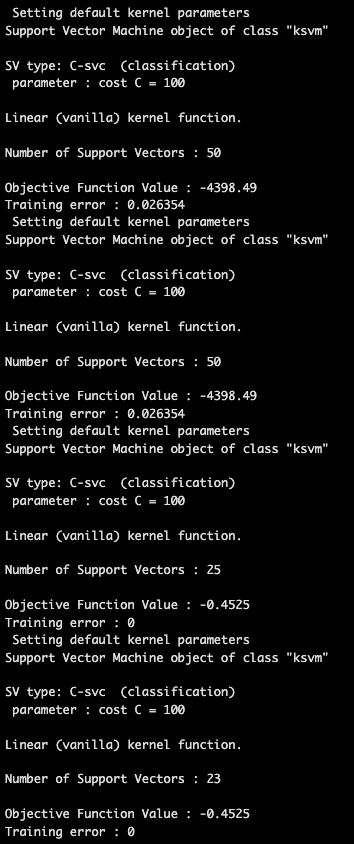 Setting default kernel parameters
Support Vector Machine object of class "ksvm"
SV type: C-svc  (classification)
parameter : cost C = 100
Linear (vanilla) kernel function.
Number of Support Vectors : 50
Objective Function Value : -4398.49
Training error : 0.026354
Setting default kernel parameters
Support Vector Machine object of class "ksvm"
SV type: C-svc  (classification)
parameter : cost C = 100
Linear (vanilla) kernel function.
Number of Support Vectors : 50
Objective Function Value : -4398.49
Training error : 0.026354
Setting default kernel parameters
Support Vector Machine object of class "ksvm"
SV type: C-svc  (classification)
parameter : cost C = 100
Linear (vanilla) kernel function.
Number of Support Vectors : 25
Objective Function Value : -0.4525
Training error : 0
Setting default kernel parameters
Support Vector Machine object of class "ksvm"
SV type: C-svc  (classification)
parameter : cost C = 100
Linear (vanilla) kernel function.
Number of Support Vectors : 23
Objective Function Value : -0.4525
Training error : 0